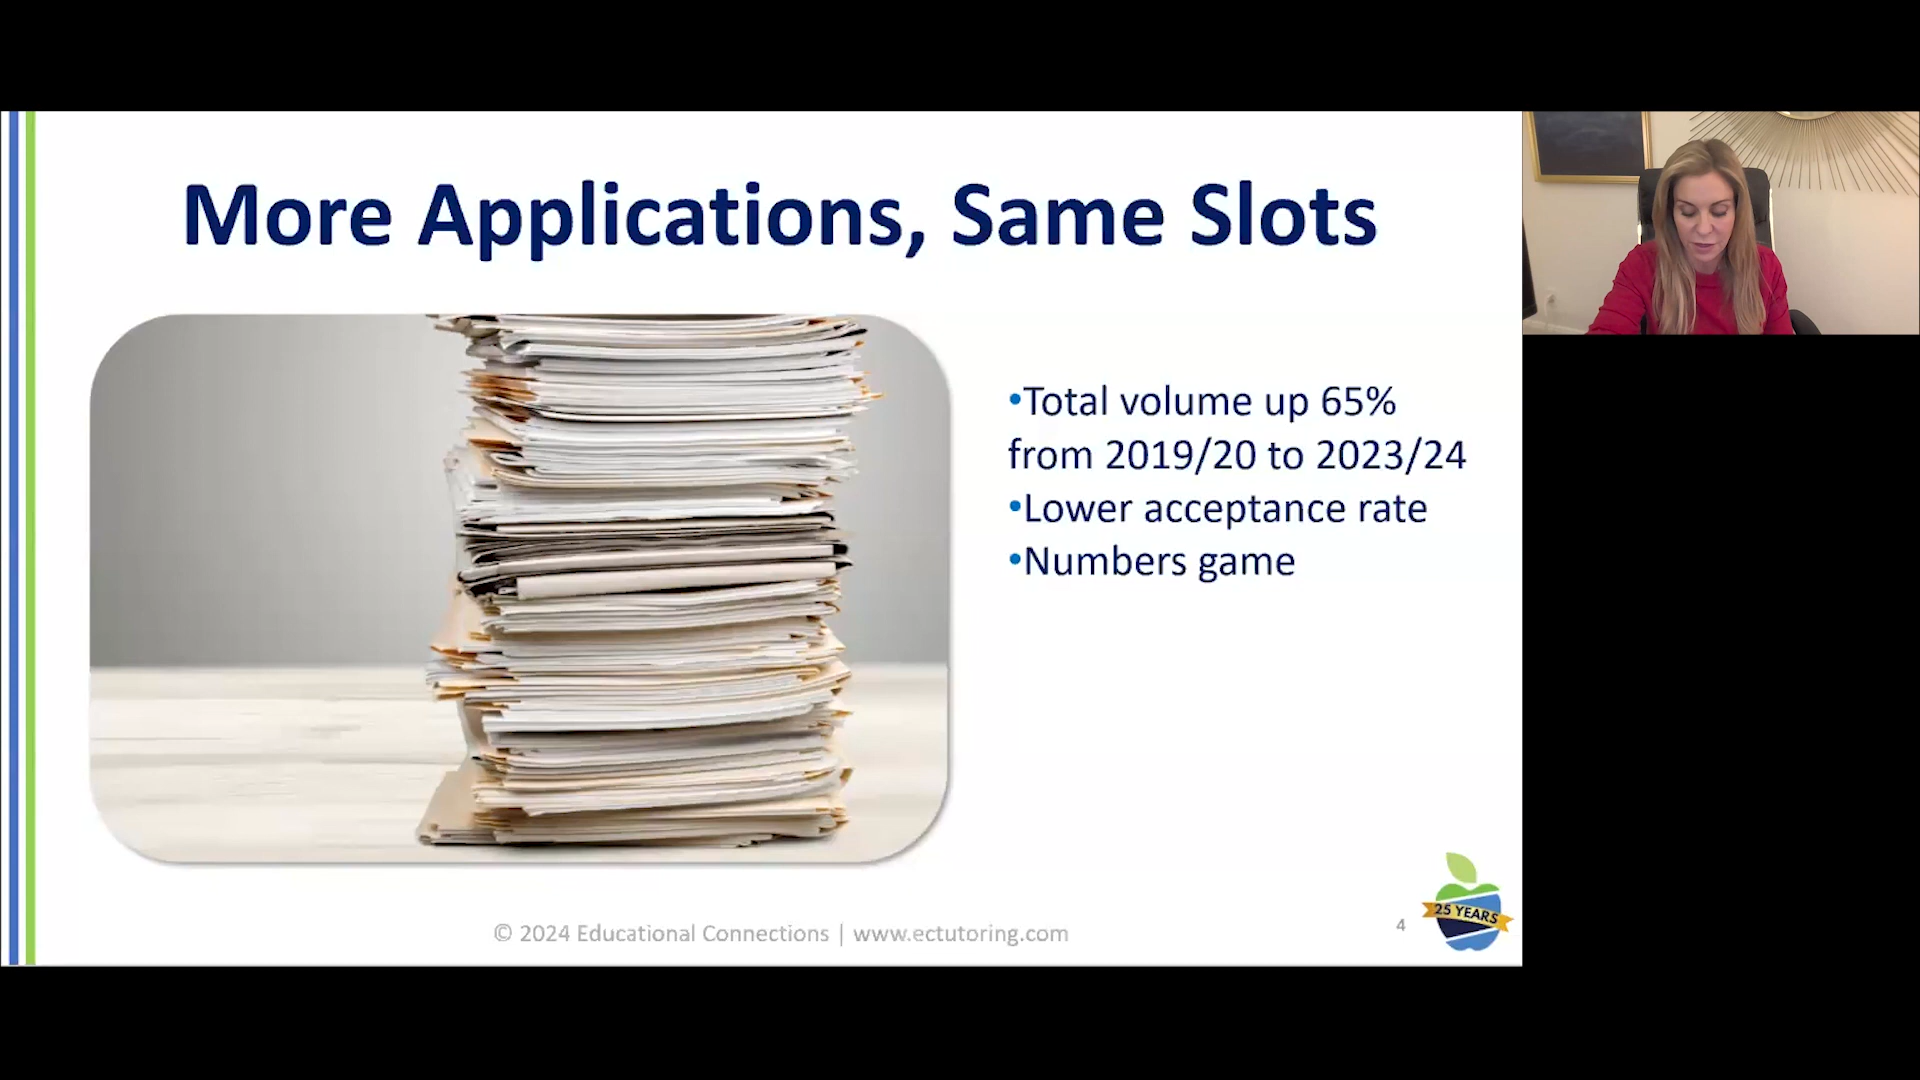 More Applications, Same Slots
•Total volume up 65%
from 2019/20 to 2023/24
•Lower acceptance rate
•Numbers game
© 2024 Educational Connections | www.ectutoring.com
4
25 YEARS